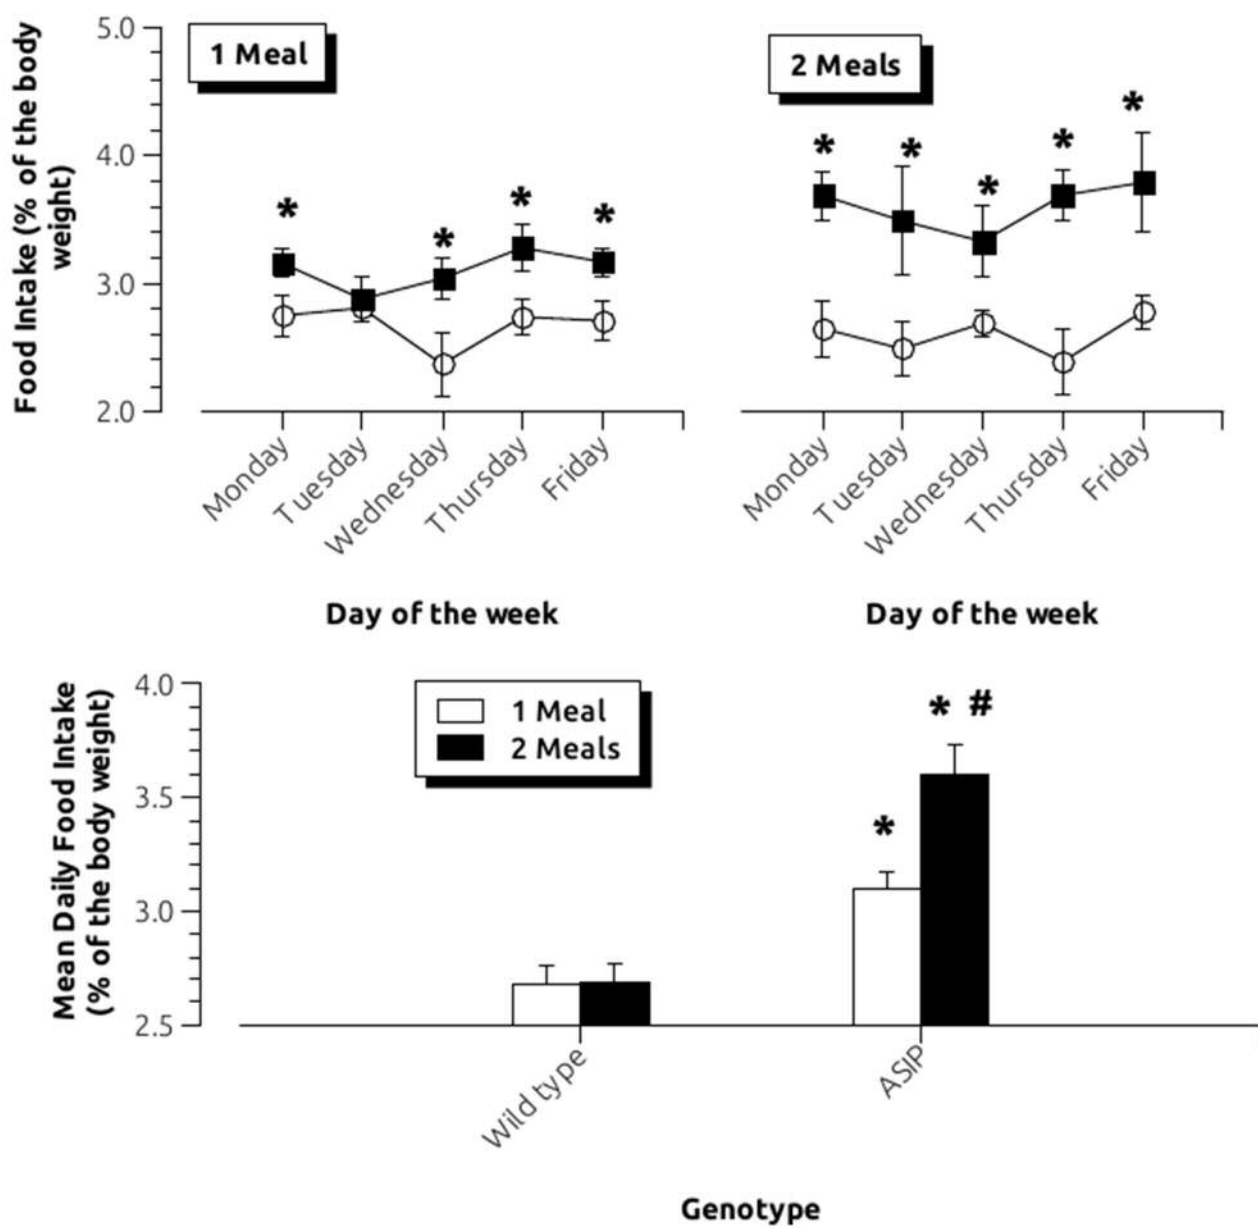 5.0
4.0
3.0
2.0
Food Intake (% of the body
weight)
1 Meal
*
*
*
*
Monday
Tuesday
Wednesday
Thursday
Friday
Day of the week
2 Meals
*
*
*
*
*
Monday
Tuesday
Wednesday
Thursday
Friday
Day of the week
4.0
3.5
3.0
2.5
Mean Daily Food Intake
(% of the body weight)
1 Meal
2 Meals
*
* #
Wild type
ASIP
Genotype